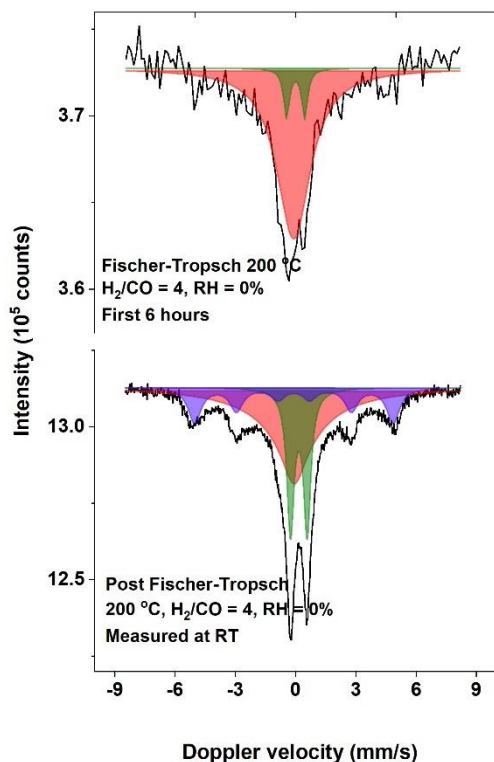 3.7
3.6
Fischer-Tropsch 200 °C
H₂/CO = 4, RH = 0%
First 6 hours
Intensity (10⁵ counts)
13.0
12.5
Post Fischer-Tropsch
200 °C, H₂/CO = 4, RH = 0%
Measured at RT
-9 -6 -3 0 3 6 9
Doppler velocity (mm/s)